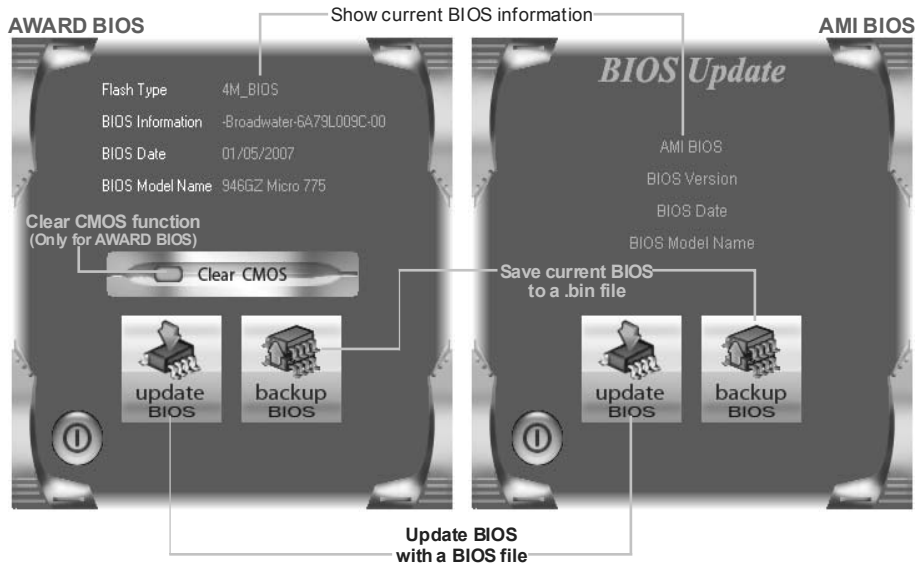 Show current BIOS information
AWARD BIOS
AMI BIOS
Flash Type 4M_BIOS
BIOS Information -Broadwater-6A79L009C-00
BIOS Date 01/05/2007
BIOS Model Name 946GZ Micro 775
Clear CMOS function
(Only for AWARD BIOS)
Clear CMOS
update
BIOS
backup
BIOS
BIOS Update
AMI BIOS
BIOS Version
BIOS Date
BIOS Model Name
Save current BIOS
to a .bin file
update
BIOS
backup
BIOS
Update BIOS
with a BIOS file